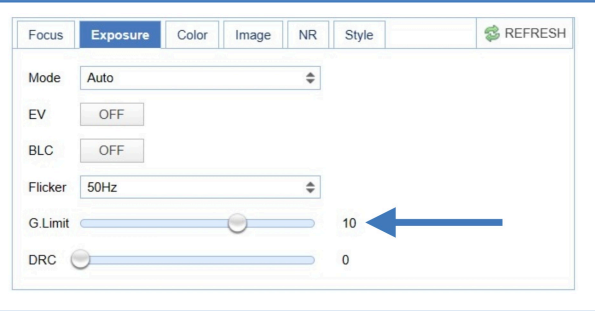 Focus Exposure Color Image NR Style REFRESH
Mode Auto
EV OFF
BLC OFF
Flicker 50Hz
G.Limit 10
DRC 0